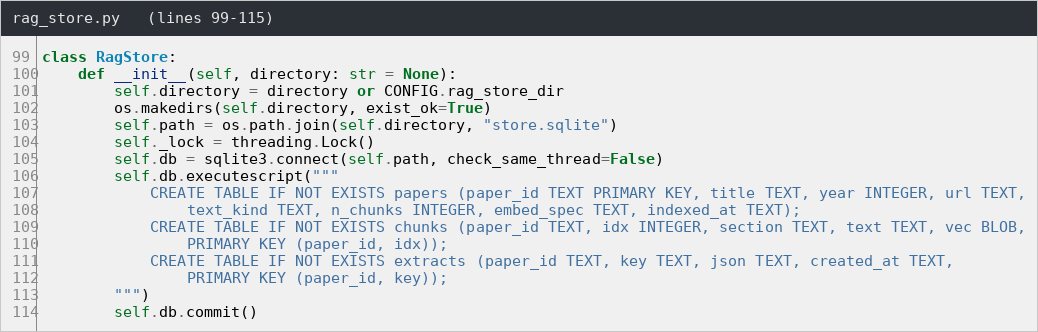 rag_store.py   (lines 99-115)
99 class RagStore:
100     def __init__(self, directory: str = None):
101         self.directory = directory or CONFIG.rag_store_dir
102         os.makedirs(self.directory, exist_ok=True)
103         self.path = os.path.join(self.directory, "store.sqlite")
104         self._lock = threading.Lock()
105         self.db = sqlite3.connect(self.path, check_same_thread=False)
106         self.db.executescript("""
107             CREATE TABLE IF NOT EXISTS papers (paper_id TEXT PRIMARY KEY, title TEXT, year INTEGER, url TEXT,
108                 text_kind TEXT, n_chunks INTEGER, embed_spec TEXT, indexed_at TEXT);
109             CREATE TABLE IF NOT EXISTS chunks (paper_id TEXT, idx INTEGER, section TEXT, text TEXT, vec BLOB,
110                 PRIMARY KEY (paper_id, idx));
111             CREATE TABLE IF NOT EXISTS extracts (paper_id TEXT, key TEXT, json TEXT, created_at TEXT,
112                 PRIMARY KEY (paper_id, key));
113         """)
114         self.db.commit()